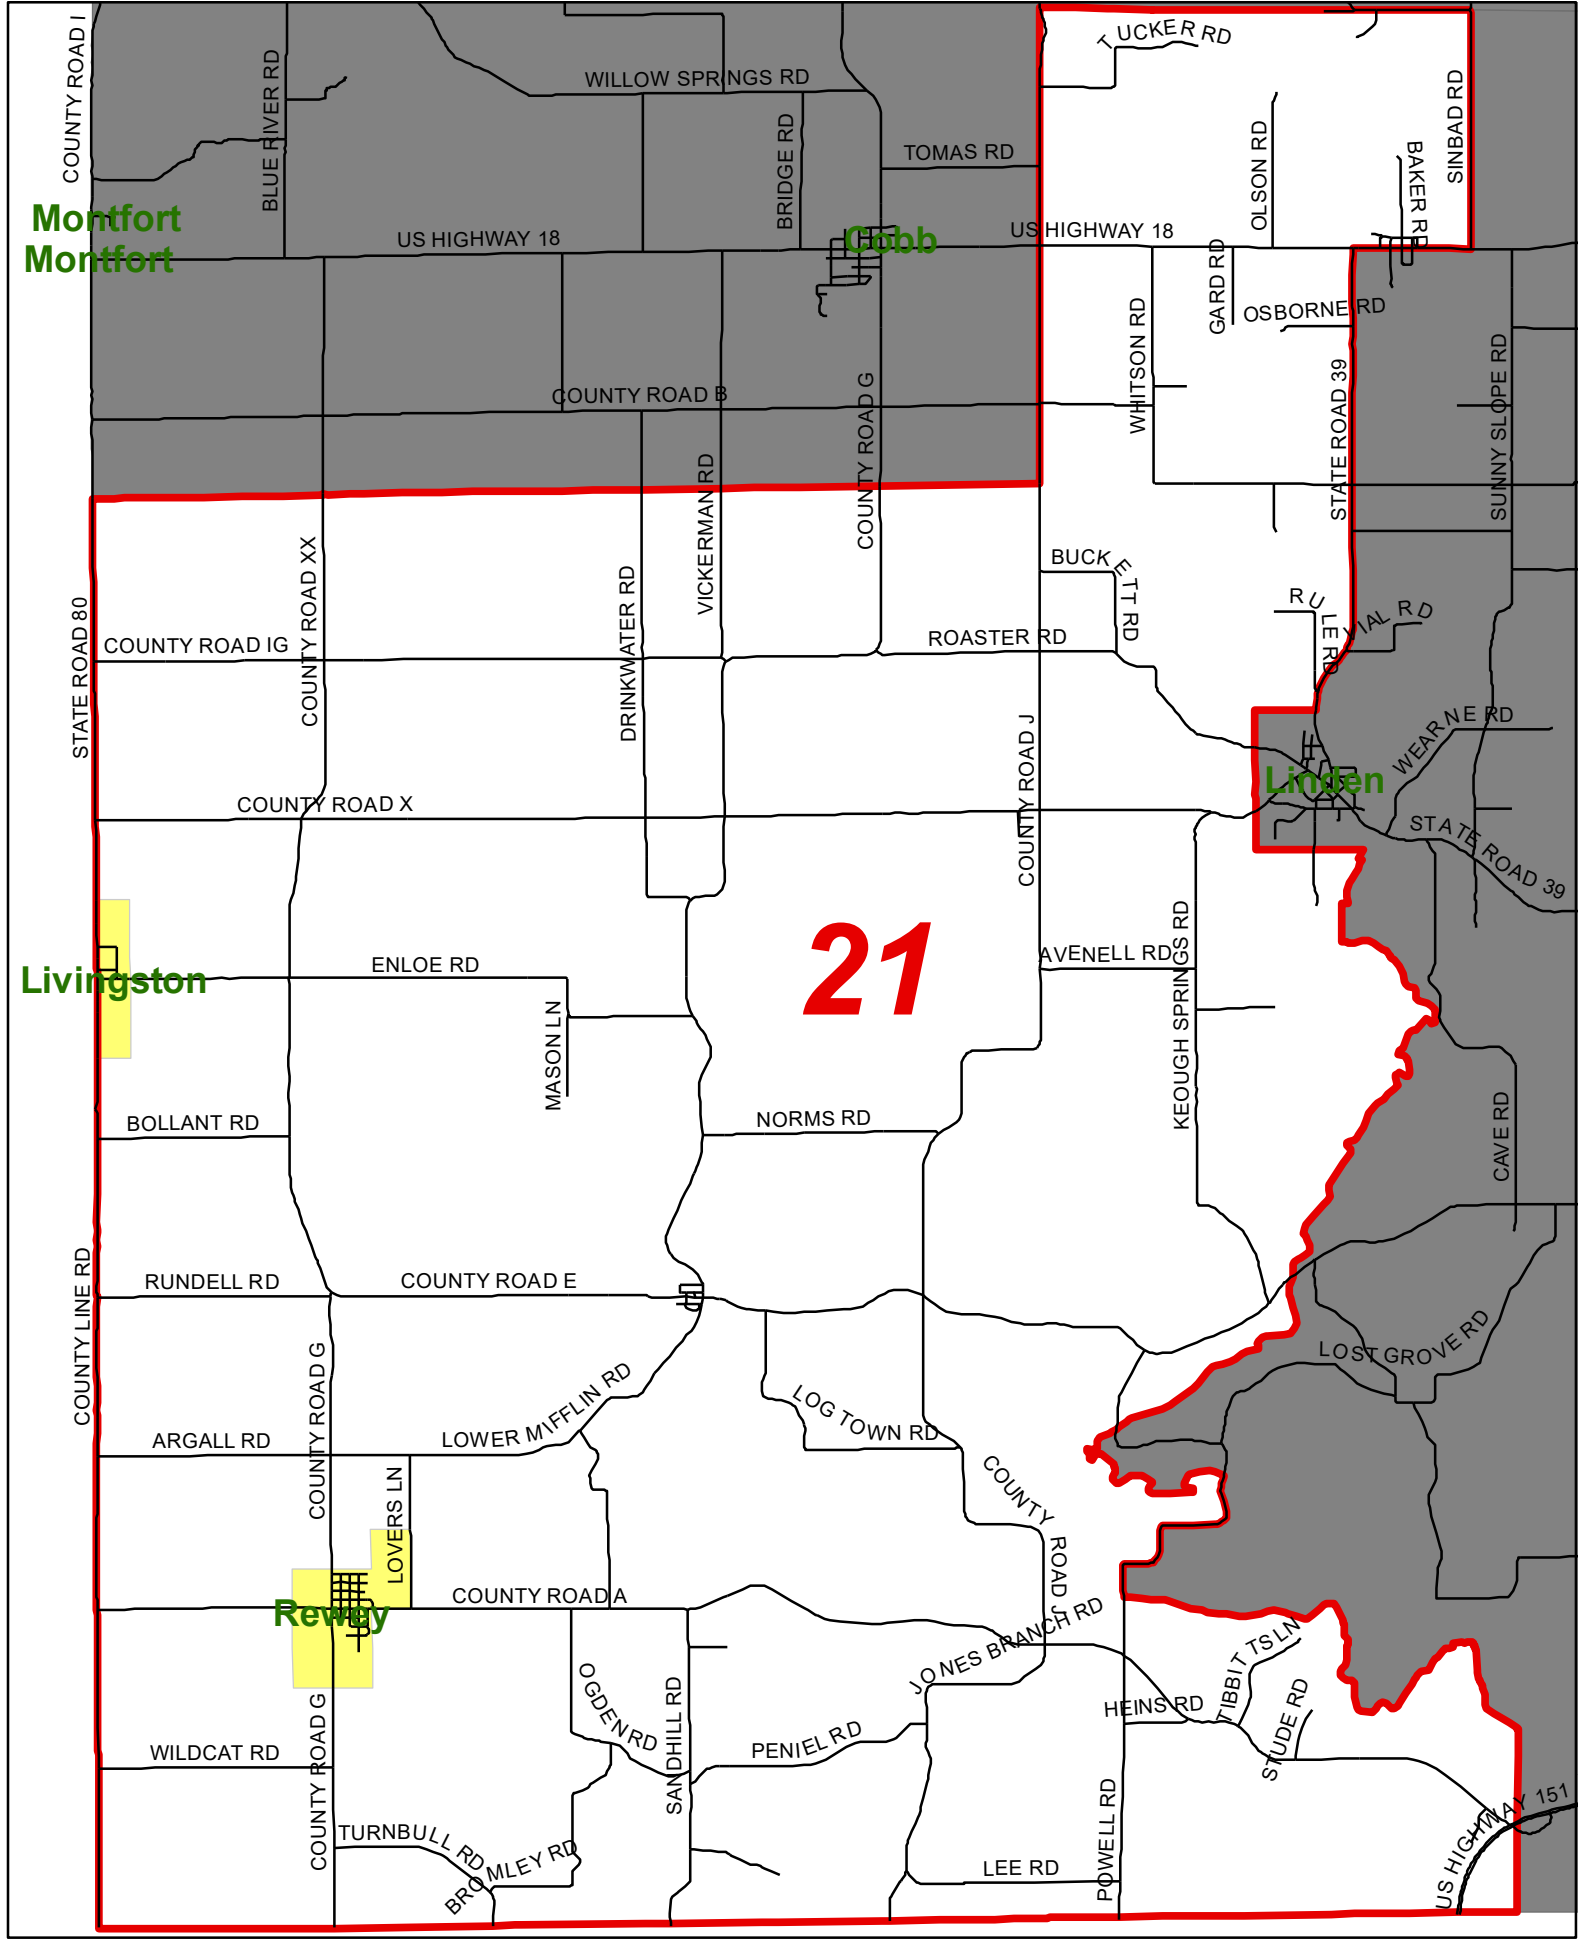 COUNTY ROAD I
BLUE RIVER RD
WILLOW SPRINGS RD
BRIDGE RD
TOMAS RD
TUCKER RD
OLSON RD
BAKER RD
SINBAD RD
Montfort
Montfort
US HIGHWAY 18
Cobb
US HIGHWAY 18
GARD RD
OSBORNE RD
WHITSON RD
STATE ROAD 39
SUNNY SLOPE RD
COUNTY ROAD B
COUNTY ROAD G
VICKERMAN RD
COUNTY ROAD XX
DRINKWATER RD
STATE ROAD 80
COUNTY ROAD IG
BUCKETT RD
ROASTER RD
RULE RD
VIAL RD
WEARNE RD
COUNTY ROAD J
Linden
COUNTY ROAD X
STATE ROAD 39
21
Livingston
ENLOE RD
AVENELL RD
KEOUGH SPRINGS RD
MASON LN
BOLLANT RD
NORMS RD
CAVE RD
COUNTY LINE RD
RUNDELL RD
COUNTY ROAD E
LOST GROVE RD
COUNTY ROAD G
LOWER MIFFLIN RD
LOG TOWN RD
ARGALL RD
LOVERS LN
COUNTY ROAD J
Rewey
COUNTY ROAD A
JONES BRANCH RD
TIBBITTS LN
OGDEN RD
SANDHILL RD
HEINS RD
STUDE RD
PENIEL RD
WILDCAT RD
COUNTY ROAD G
TURNBULL RD
BROMLEY RD
LEE RD
POWELL RD
US HIGHWAY 151